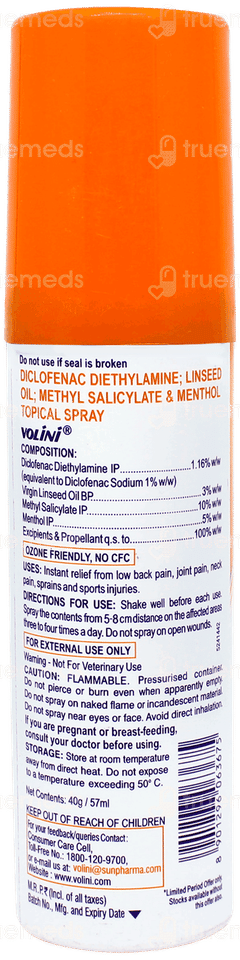 truemeds
Do not use if seal is broken
DICLOFENAC DIETHYLAMINE; LINSEED
OIL; METHYL SALICYLATE & MENTHOL
TOPICAL SPRAY
VOLINI®
COMPOSITION:
Diclofenac Diethylamine IP......1.16% w/w
(equivalent to Diclofenac Sodium 1% w/w)
Virgin Linseed Oil BP......3% w/w
Methyl Salicylate IP......10% w/w
Menthol IP......5% w/w
Excipients & Propellant q.s. to......100% w/w
OZONE FRIENDLY, NO CFC
USES: Instant relief from low back pain, joint pain, neck
pain, sprains and sports injuries.
DIRECTIONS FOR USE: Shake well before each use.
Spray the contents from 5-8 cm distance on the affected areas
three to four times a day. Do not spray on open wounds.
5241442
FOR EXTERNAL USE ONLY
Warning - Not For Veterinary Use
CAUTION: FLAMMABLE. Pressurised container.
Do not pierce or burn even when apparently empty.
Do not spray on naked flame or incandescent material.
Do not spray near eyes or face. Avoid direct inhalation.
If you are pregnant or breast-feeding,
consult your doctor before using.
STORAGE: Store at room temperature
away from direct heat. Do not expose
to a temperature exceeding 50° C.
Net Contents: 40g / 57ml
KEEP OUT OF REACH OF CHILDREN
For your feedback/queries Contact:
Consumer Care Cell,
Toll-Free No.: 1800-120-9700,
or e-mail us at: volini@sunpharma.com
Website : www.volini.com
M.R.P.₹ (Incl. of all taxes)
Batch No., Mfg. and Expiry Date
8 901296 063675
*Limited Period Offer only.
Stocks available without
this offer also.